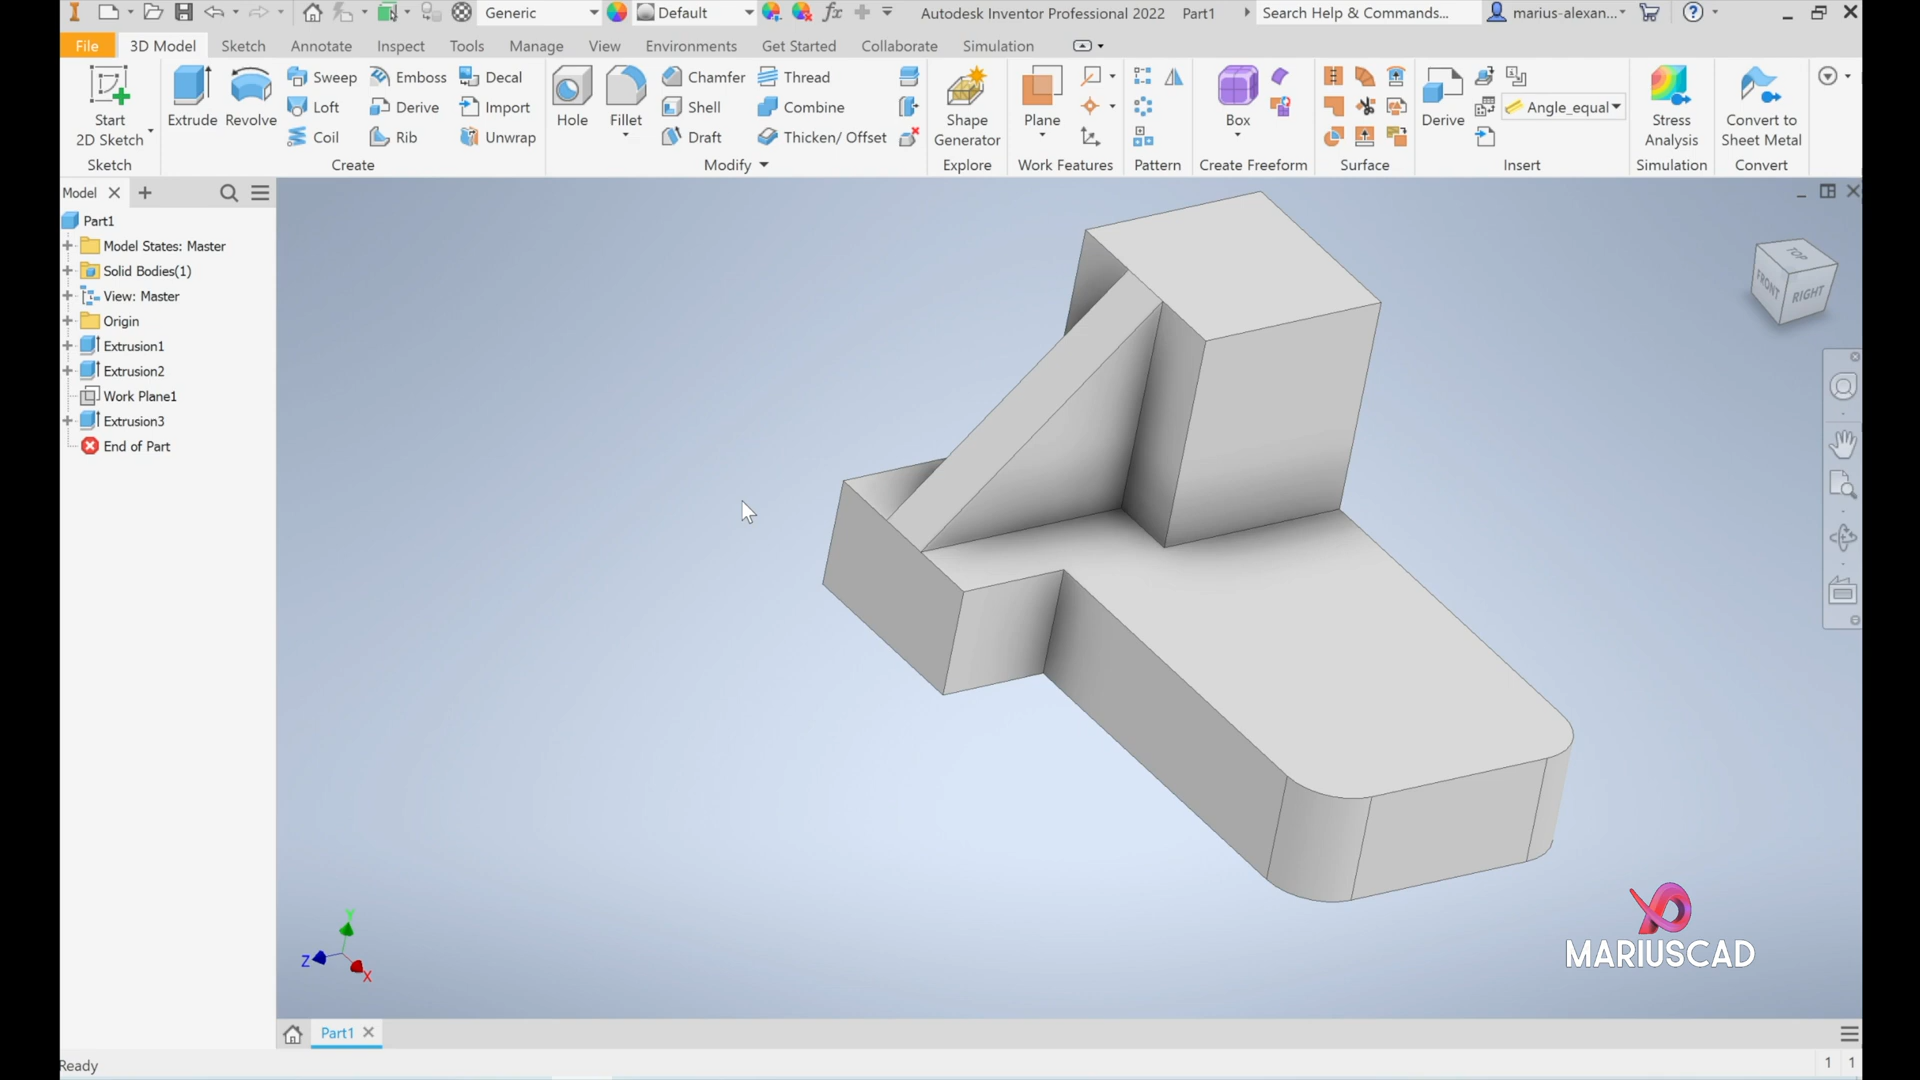 Generic
Default
Autodesk Inventor Professional 2022 Part1
Search Help & Commands...
marius-alexan...
File 3D Model Sketch Annotate Inspect Tools Manage View Environments Get Started Collaborate Simulation
Start
2D Sketch
Sketch
Extrude
Revolve
Sweep
Loft
Coil
Emboss
Derive
Rib
Decal
Import
Unwrap
Create
Hole
Fillet
Chamfer
Shell
Draft
Thread
Combine
Thicken/ Offset
Modify
Shape
Generator
Explore
Plane
Work Features
Pattern
Box
Create Freeform
Surface
Derive
Angle_equal
Insert
Stress
Analysis
Simulation
Convert to
Sheet Metal
Convert
Model
Part1
Model States: Master
Solid Bodies(1)
View: Master
Origin
Extrusion1
Extrusion2
Work Plane1
Extrusion3
End of Part
TOP
FRONT
RIGHT
Y
Z
X
MARIUSCAD
Part1
Ready
1 1